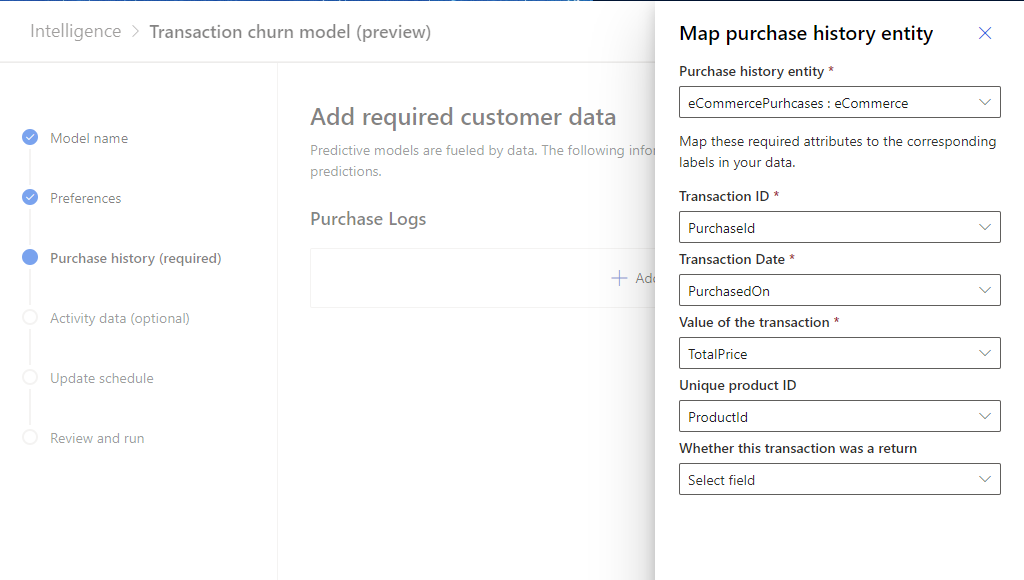 Intelligence > Transaction churn model (preview)
Model name
Preferences
Purchase history (required)
Activity data (optional)
Update schedule
Review and run
Add required customer data
Predictive models are fueled by data. The following
predictions.
Purchase Logs
Map purchase history entity
Purchase history entity *
eCommercePurhcases : eCommerce
Map these required attributes to the corresponding
labels in your data.
Transaction ID *
PurchaseId
Transaction Date *
PurchasedOn
Value of the transaction *
TotalPrice
Unique product ID
ProductId
Whether this transaction was a return
Select field